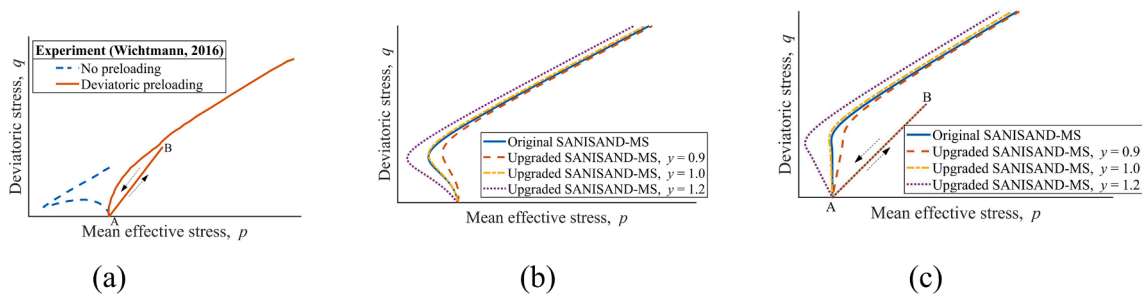 Experiment (Wichtmann, 2016)
No preloading
Deviatoric preloading
Deviatoric stress, q
B
A
Mean effective stress, p
(a)
Deviatoric stress, q
Original SANISAND-MS
Upgraded SANISAND-MS, y = 0.9
Upgraded SANISAND-MS, y = 1.0
Upgraded SANISAND-MS, y = 1.2
Mean effective stress, p
(b)
Deviatoric stress, q
B
Original SANISAND-MS
Upgraded SANISAND-MS, y = 0.9
Upgraded SANISAND-MS, y = 1.0
Upgraded SANISAND-MS, y = 1.2
A
Mean effective stress, p
(c)